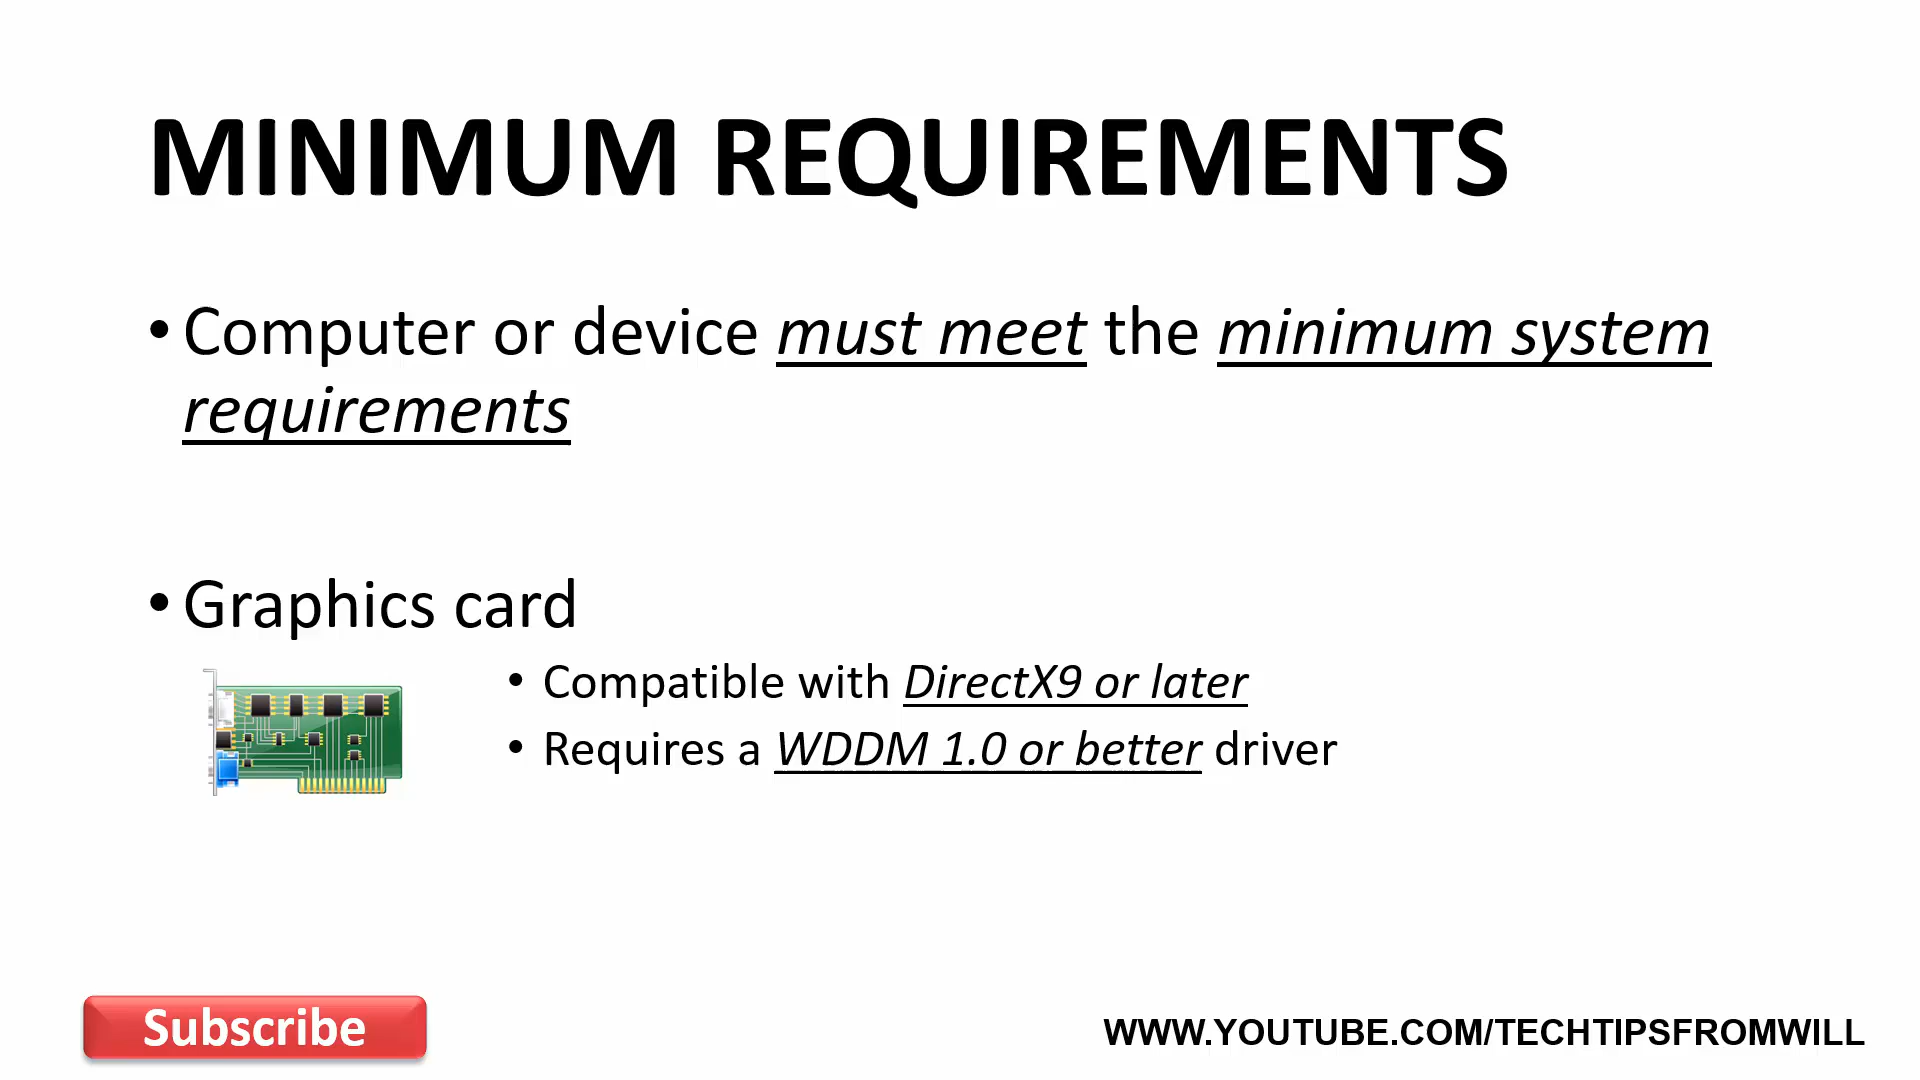 MINIMUM REQUIREMENTS
• Computer or device must meet the minimum system
requirements
• Graphics card
• Compatible with DirectX9 or later
• Requires a WDDM 1.0 or better driver
Subscribe
WWW.YOUTUBE.COM/TECHTIPSFROMWILL